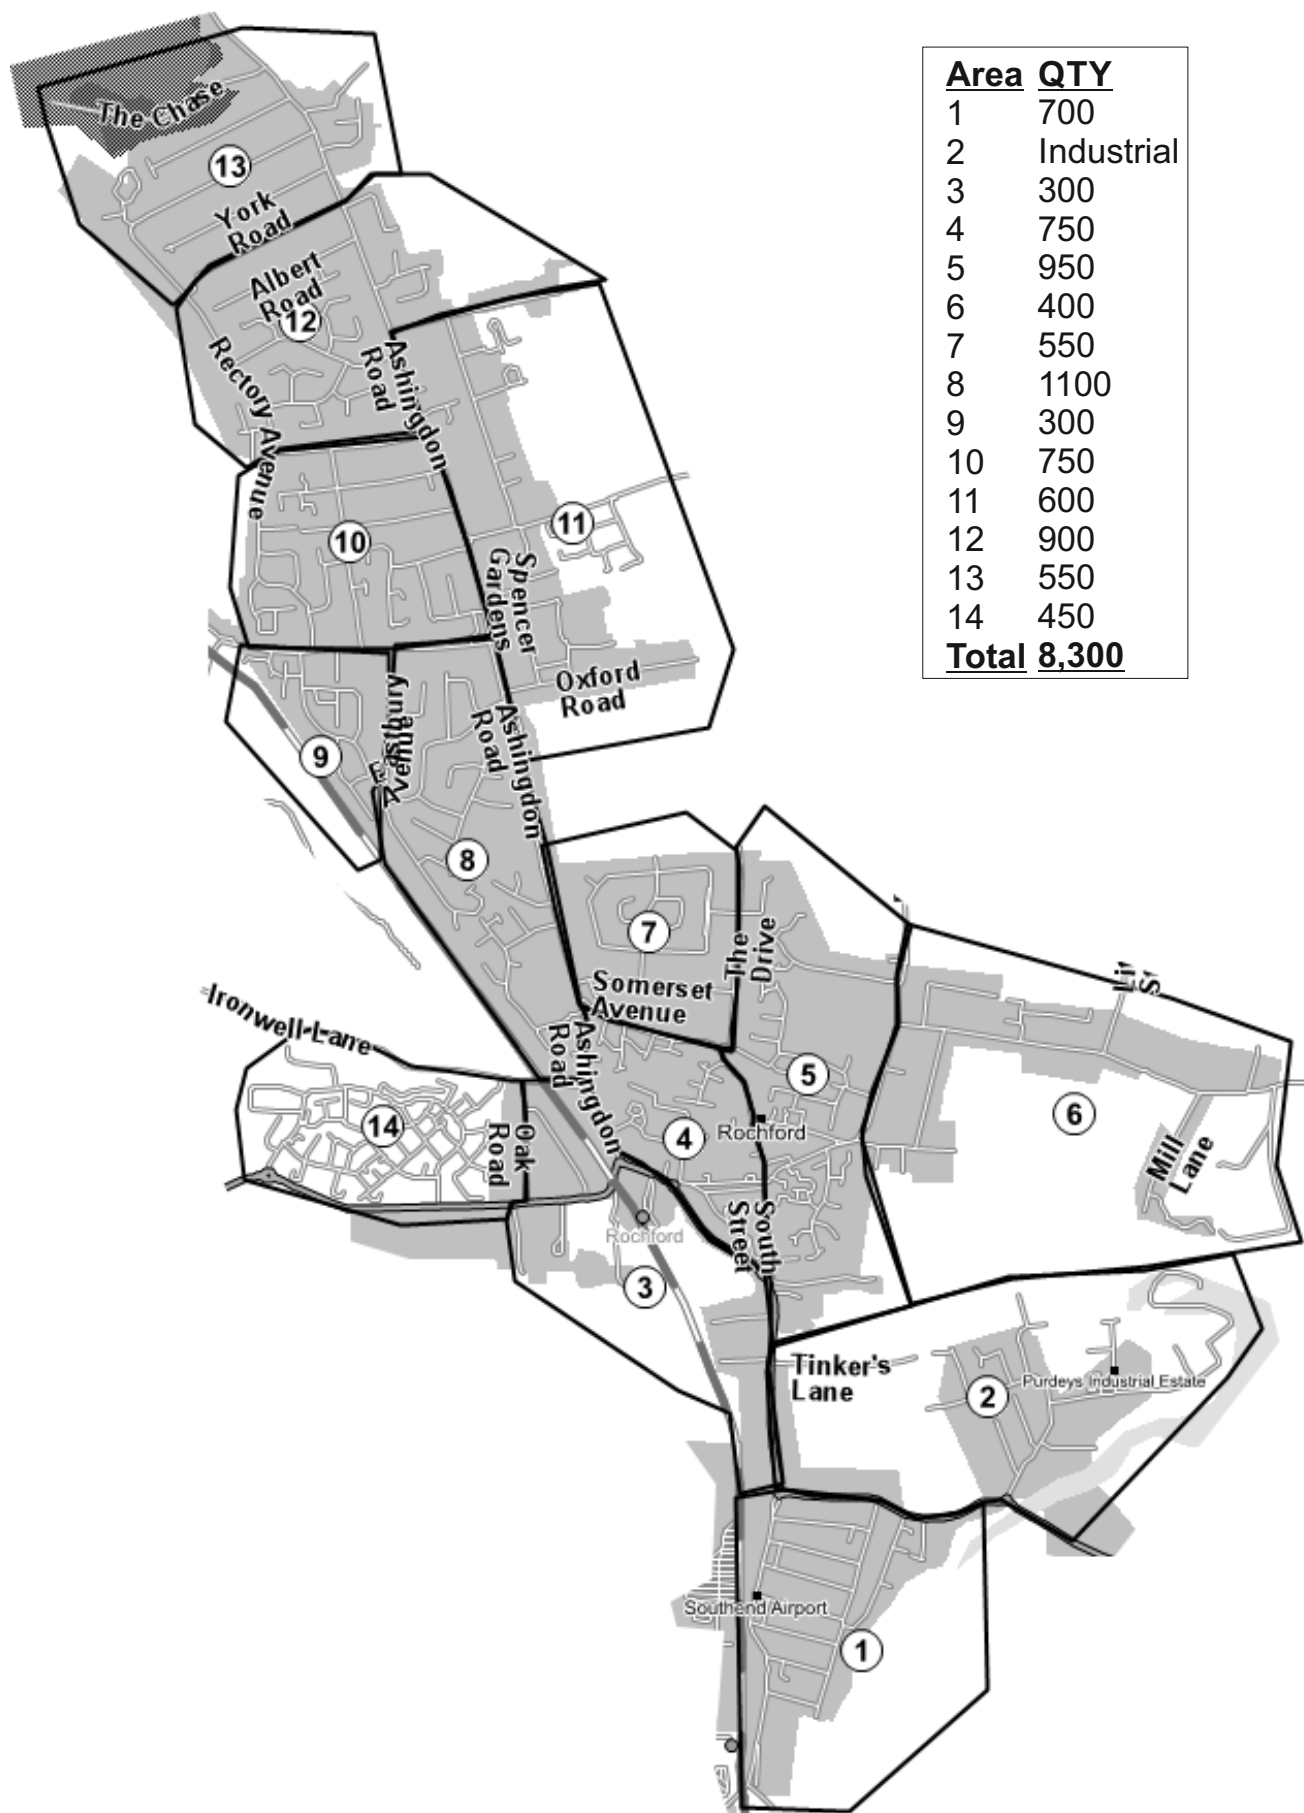 Area QTY
1 700
2 Industrial
3 300
4 750
5 950
6 400
7 550
8 1100
9 300
10 750
11 600
12 900
13 550
14 450
Total 8,300
The Chase
13
York
Road
Albert
Road
12
Rectory Avenue
Ashingdon
Road
10
11
Spencer
Gardens
Oxford
Road
Ashingdon
Road
9
Avenue
8
7
The
Drive
Somerset
Avenue
Ironwell Lane
Ashingdon
Road
5
6
14
Oak
Road
4
Rochford
Mill
Lane
South
Street
Rochford
3
Tinker's
Lane
2
Purdeys Industrial Estate
Southend Airport
1